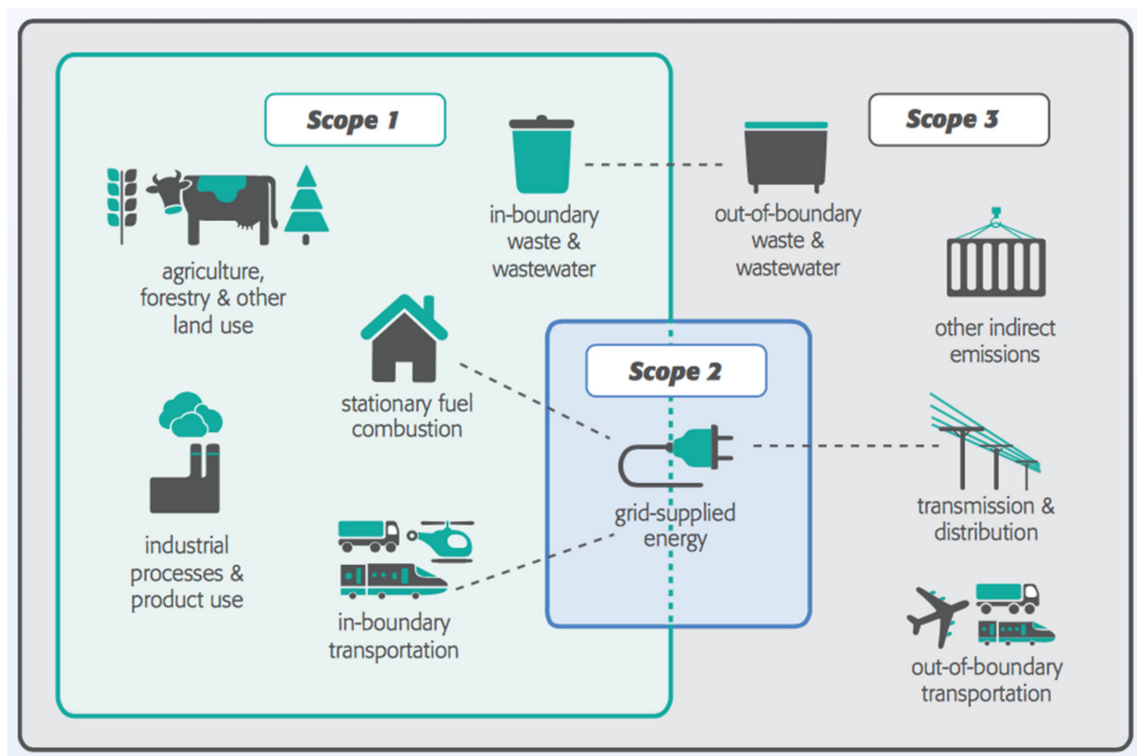 Scope 1
Scope 3
in-boundary
waste &
wastewater
out-of-boundary
waste &
wastewater
agriculture,
forestry & other
land use
other indirect
emissions
Scope 2
stationary fuel
combustion
grid-supplied
energy
transmission &
distribution
industrial
processes &
product use
in-boundary
transportation
out-of-boundary
transportation